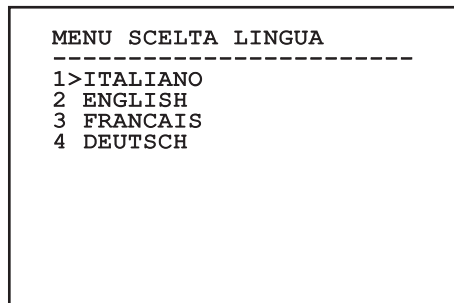 MENU SCELTA LINGUA
------------------------
1>ITALIANO
2 ENGLISH
3 FRANCAIS
4 DEUTSCH